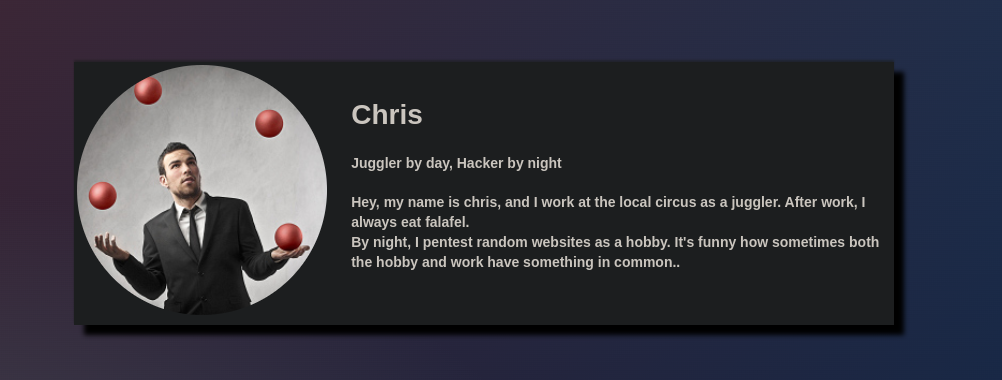 Chris
Juggler by day, Hacker by night
Hey, my name is chris, and I work at the local circus as a juggler. After work, I
always eat falafel.
By night, I pentest random websites as a hobby. It's funny how sometimes both
the hobby and work have something in common..